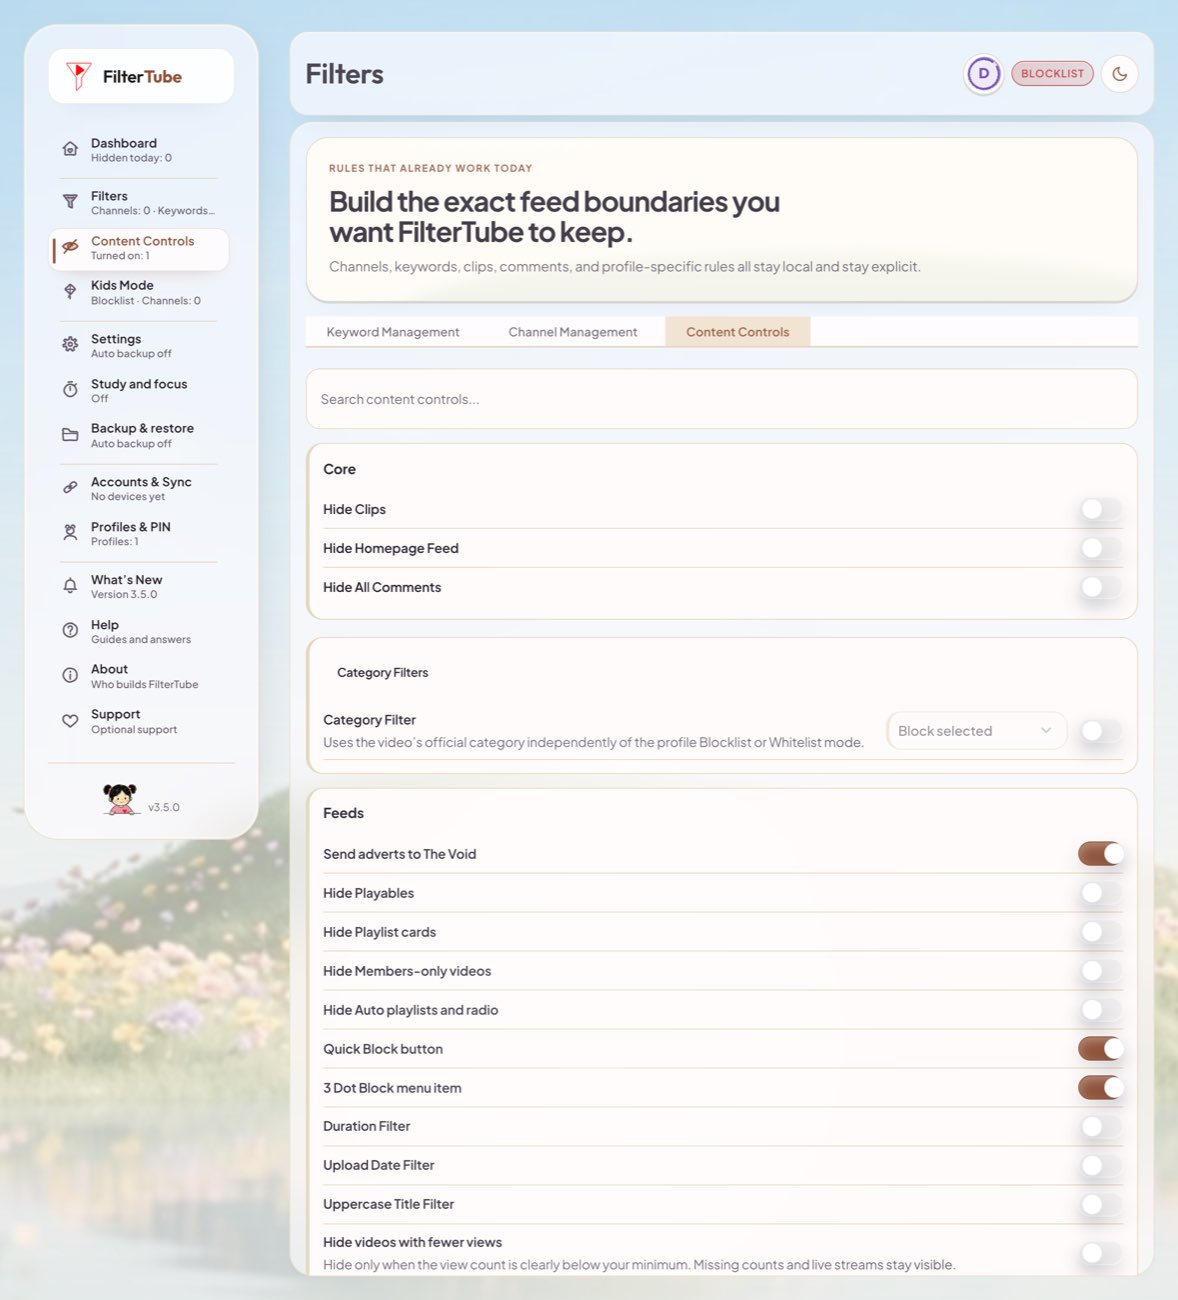 FilterTube
Dashboard
Hidden today: 0
Filters
Channels: 0 · Keywords...
Content Controls
Turned on: 1
Kids Mode
Blocklist · Channels: 0
Settings
Auto backup off
Study and focus
Off
Backup & restore
Auto backup off
Accounts & Sync
No devices yet
Profiles & PIN
Profiles: 1
What's New
Version 3.5.0
Help
Guides and answers
About
Who builds FilterTube
Support
Optional support
v3.5.0
Filters
D
BLOCKLIST
RULES THAT ALREADY WORK TODAY
Build the exact feed boundaries you
want FilterTube to keep.
Channels, keywords, clips, comments, and profile-specific rules all stay local and stay explicit.
Keyword Management
Channel Management
Content Controls
Search content controls...
Core
Hide Clips
Hide Homepage Feed
Hide All Comments
Category Filters
Category Filter
Uses the video's official category independently of the profile Blocklist or Whitelist mode.
Block selected
Feeds
Send adverts to The Void
Hide Playables
Hide Playlist cards
Hide Members-only videos
Hide Auto playlists and radio
Quick Block button
3 Dot Block menu item
Duration Filter
Upload Date Filter
Uppercase Title Filter
Hide videos with fewer views
Hide only when the view count is clearly below your minimum. Missing counts and live streams stay visible.